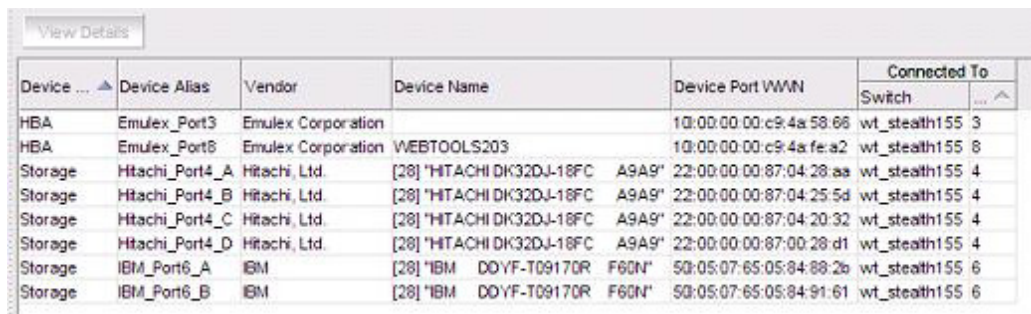 View Details
Connected To
Device ... Device Alias Vendor Device Name Device Port WWN Switch ...
HBA Emulex_Port3 Emulex Corporation 10:00:00:00:c9:4a:58:66 wt_stealth155 3
HBA Emulex_Port8 Emulex Corporation WEBTOOLS203 10:00:00:00:c9:4a:fe:a2 wt_stealth155 8
Storage Hitachi_Port4_A Hitachi, Ltd. [28] "HITACHI DK32DJ-18FC A9A9" 22:00:00:00:87:04:28:aa wt_stealth155 4
Storage Hitachi_Port4_B Hitachi, Ltd. [28] "HITACHI DK32DJ-18FC A9A9" 22:00:00:00:87:04:25:5d wt_stealth155 4
Storage Hitachi_Port4_C Hitachi, Ltd. [28] "HITACHI DK32DJ-18FC A9A9" 22:00:00:00:87:04:20:32 wt_stealth155 4
Storage Hitachi_Port4_D Hitachi, Ltd. [28] "HITACHI DK32DJ-18FC A9A9" 22:00:00:00:87:00:28:d1 wt_stealth155 4
Storage IBM_Port6_A IBM [28] "IBM DDYF-T09170R F60N" 50:05:07:65:05:84:88:2b wt_stealth155 6
Storage IBM_Port6_B IBM [28] "IBM DDYF-T09170R F60N" 50:05:07:65:05:84:91:61 wt_stealth155 6